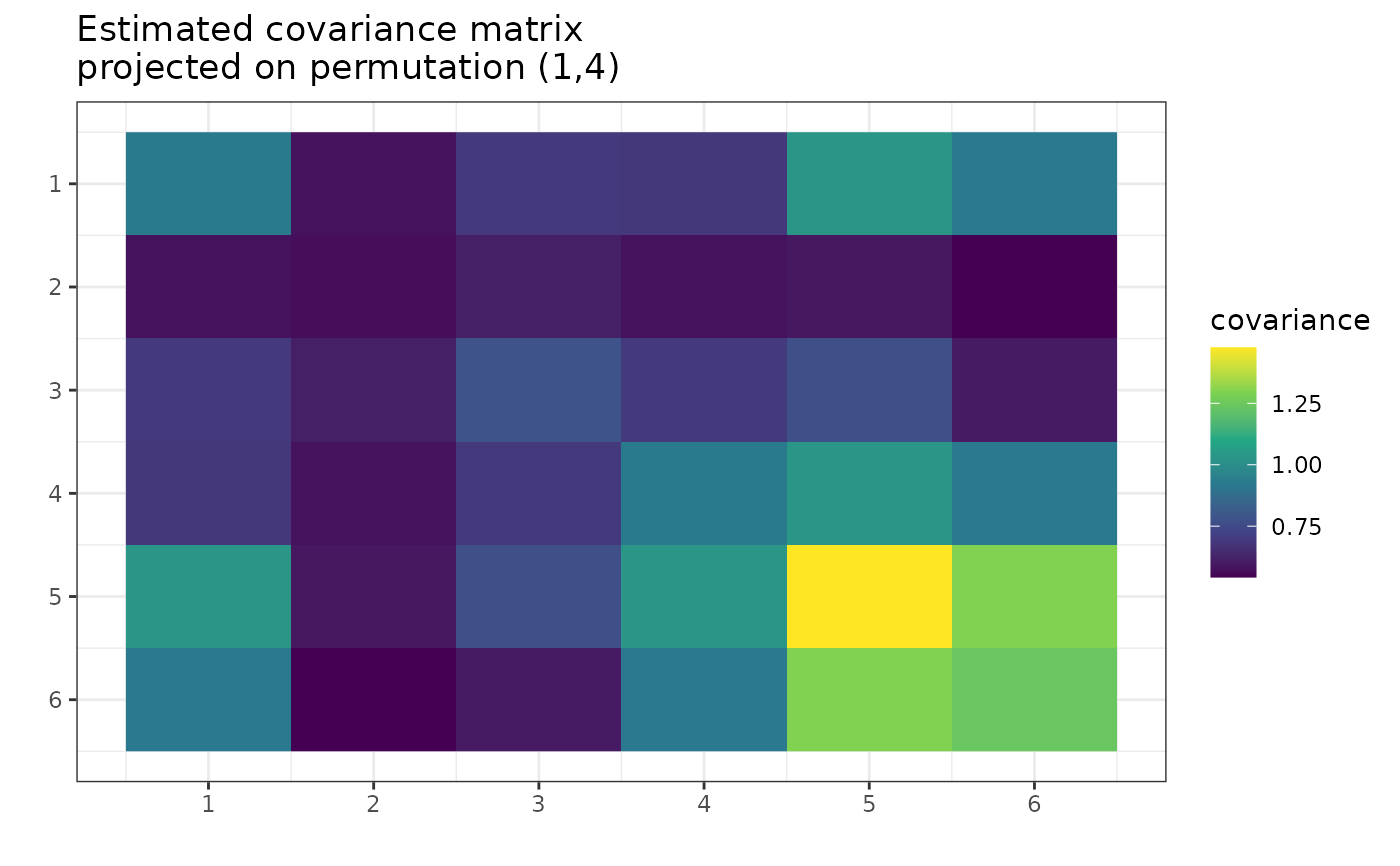 Estimated covariance matrix
projected on permutation (1,4)
1
2
3
4
5
6
1 2 3 4 5 6
covariance
1.25
1.00
0.75